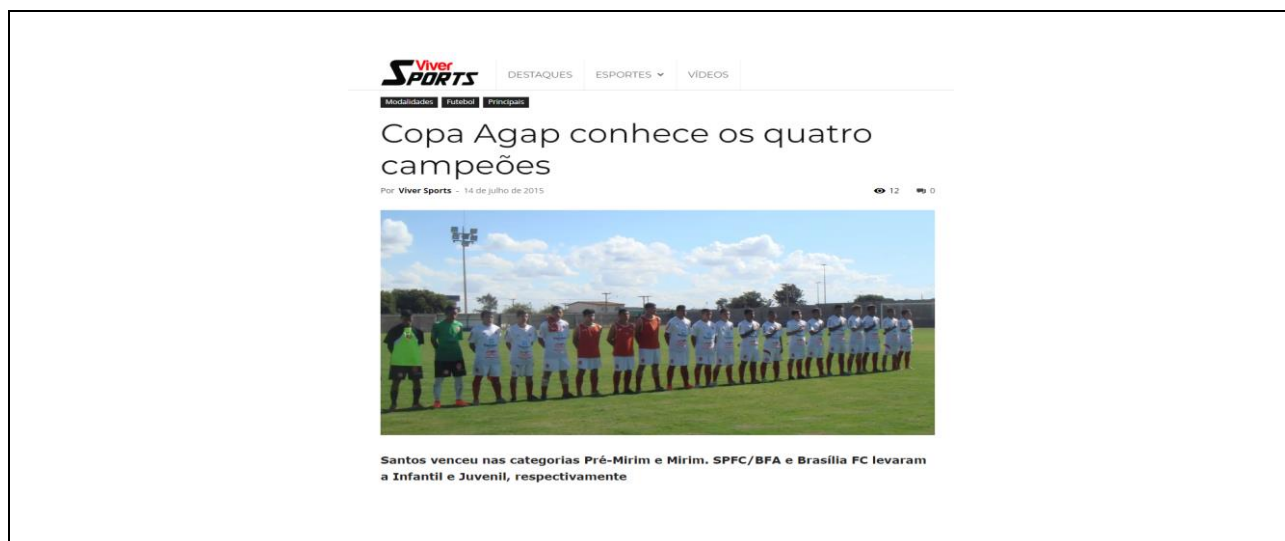 Viver
SPORTS
DESTAQUES ESPORTES VÍDEOS
Modalidades Futebol Principais
Copa Agap conhece os quatro
campeões
Por Viver Sports - 14 de julho de 2015 12 0
Santos venceu nas categorias Pré-Mirim e Mirim. SPFC/BFA e Brasília FC levaram
a Infantil e Juvenil, respectivamente